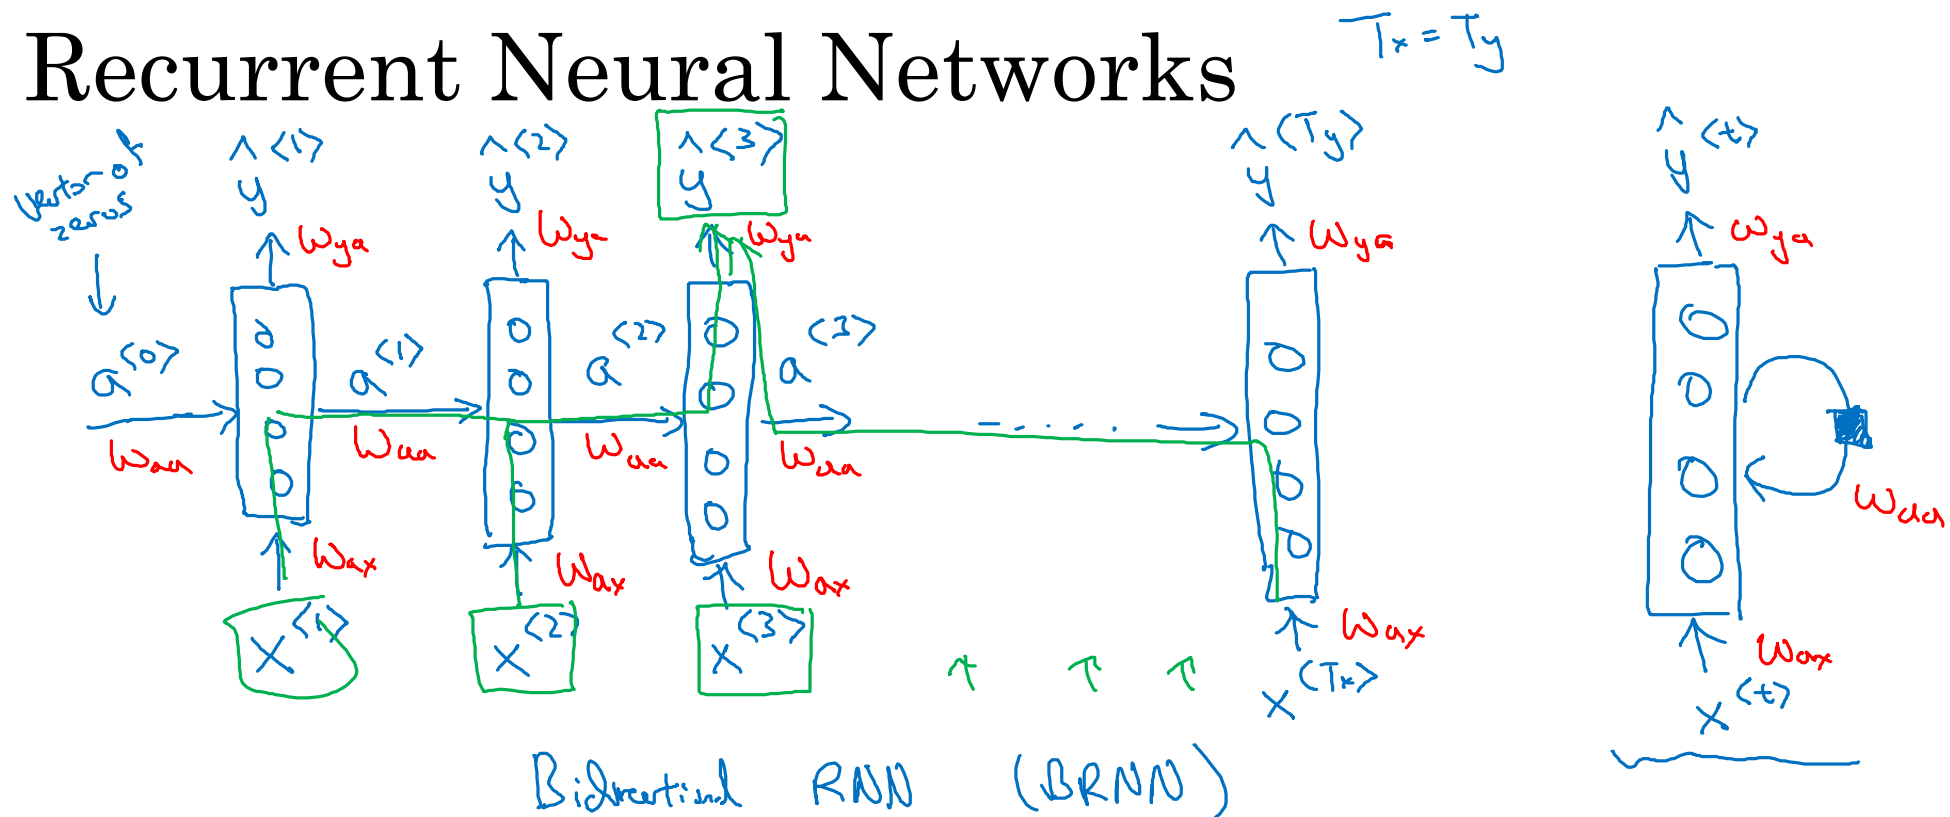 Recurrent Neural Networks
Tx = Ty
vector of zeros
ŷ<1> ŷ<2> ŷ<3> ŷ<Ty> ŷ<t>
Wya Wya Wya Wya Wya
a<0> a<1> a<2> a<3> - . . . .
Waa Waa Waa Waa Waa
Wax Wax Wax Wax Wax
x<1> x<2> x<3> x<Tx> x<t>
Bidirectional RNN (BRNN)